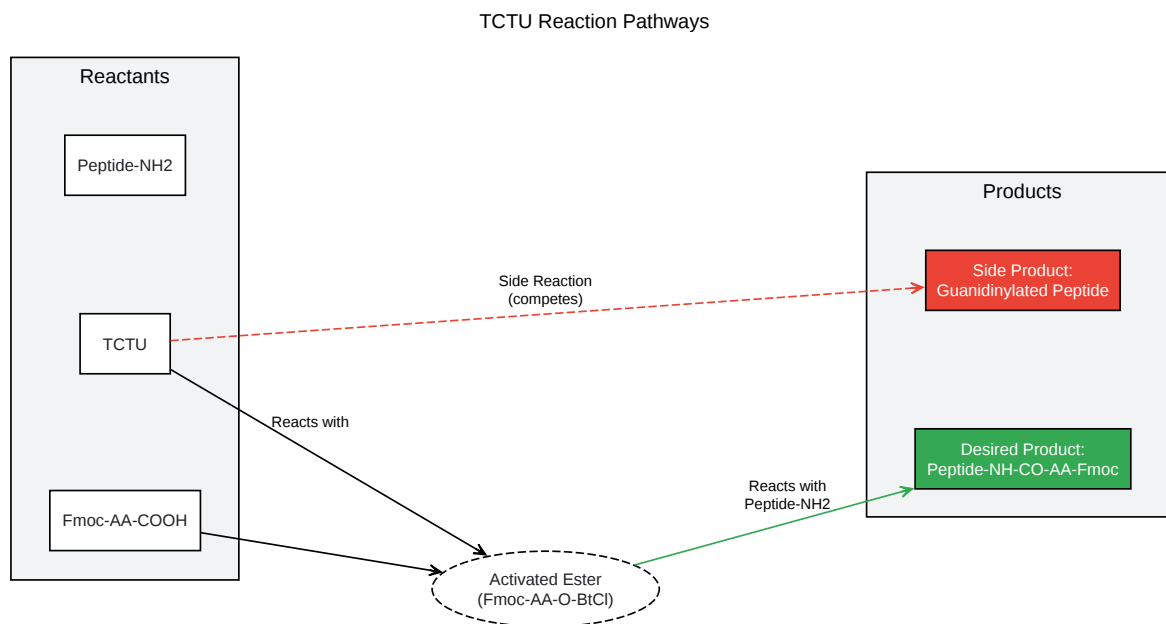 TCTU Reaction Pathways
Reactants
Peptide-NH2
TCTU
Fmoc-AA-COOH
Reacts with
Side Reaction
(competes)
Activated Ester
(Fmoc-AA-O-BtCl)
Reacts with
Peptide-NH2
Products
Side Product:
Guanidinylated Peptide
Desired Product:
Peptide-NH-CO-AA-Fmoc